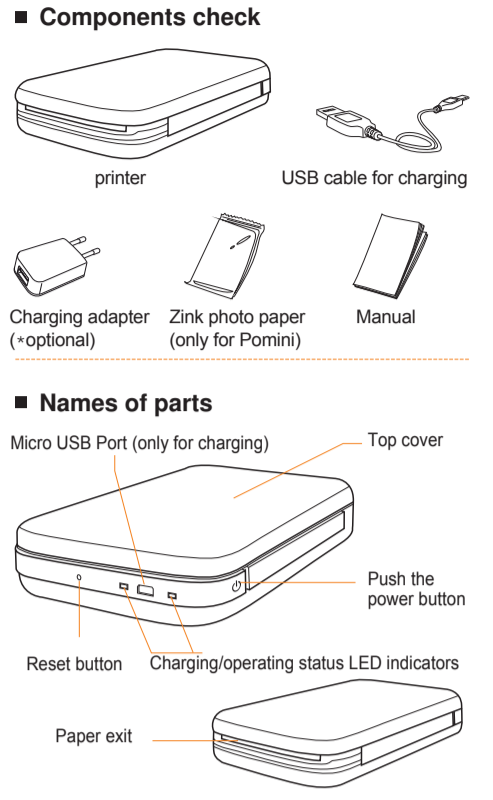 ■ Components check
printer
USB cable for charging
Charging adapter
(*optional)
Zink photo paper
(only for Pomini)
Manual
■ Names of parts
Micro USB Port (only for charging)
Top cover
Push the
power button
Reset button
Charging/operating status LED indicators
Paper exit